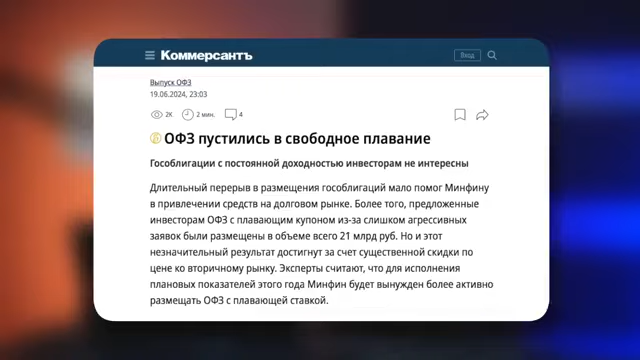 Коммерсантъ
Вход
Выпуск ОФЗ
19.06.2024, 23:03
2K 2 мин. 4
ОФЗ пустились в свободное плавание
Гособлигации с постоянной доходностью инвесторам не интересны
Длительный перерыв в размещения гособлигаций мало помог Минфину
в привлечении средств на долговом рынке. Более того, предложенные
инвесторам ОФЗ с плавающим купоном из-за слишком агрессивных
заявок были размещены в объеме всего 21 млрд руб. Но и этот
незначительный результат достигнут за счет существенной скидки по
цене ко вторичному рынку. Эксперты считают, что для исполнения
плановых показателей этого года Минфин будет вынужден более активно
размещать ОФЗ с плавающей ставкой.